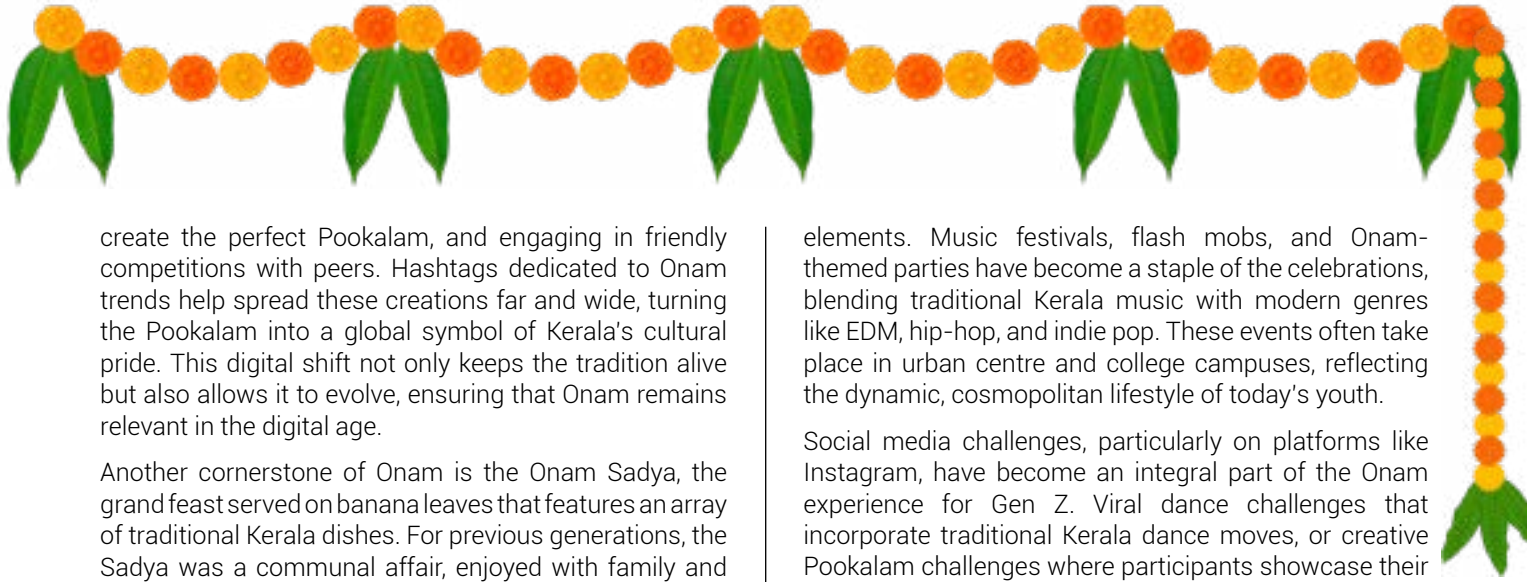 create the perfect Pookalam, and engaging in friendly
competitions with peers. Hashtags dedicated to Onam
trends help spread these creations far and wide, turning
the Pookalam into a global symbol of Kerala's cultural
pride. This digital shift not only keeps the tradition alive
but also allows it to evolve, ensuring that Onam remains
relevant in the digital age.
Another cornerstone of Onam is the Onam Sadya, the
grand feast served on banana leaves that features an array
of traditional Kerala dishes. For previous generations, the
Sadya was a communal affair, enjoyed with family and
elements. Music festivals, flash mobs, and Onam-
themed parties have become a staple of the celebrations,
blending traditional Kerala music with modern genres
like EDM, hip-hop, and indie pop. These events often take
place in urban centre and college campuses, reflecting
the dynamic, cosmopolitan lifestyle of today's youth.
Social media challenges, particularly on platforms like
Instagram, have become an integral part of the Onam
experience for Gen Z. Viral dance challenges that
incorporate traditional Kerala dance moves, or creative
Pookalam challenges where participants showcase their